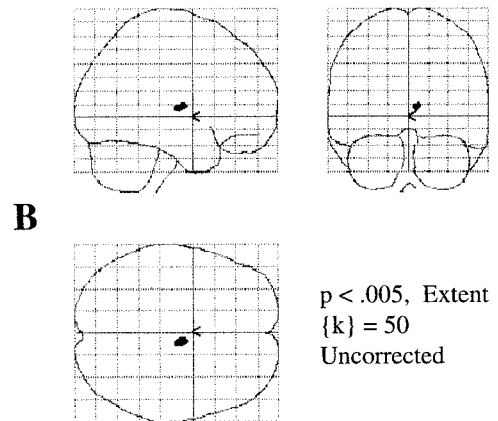 B
p < .005, Extent
{k} = 50
Uncorrected